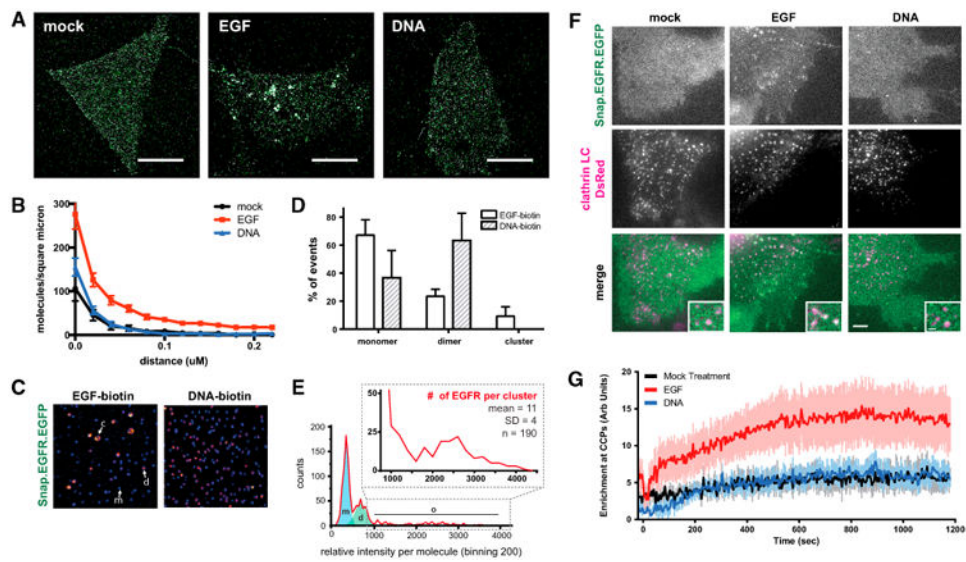 A
mock
EGF
DNA
B
molecules/square micron
300
200
100
0
0.0
0.1
0.2
distance (uM)
mock
EGF
DNA
C
EGF-biotin
DNA-biotin
Snap.EGFR.EGFP
c
d
m
D
% of events
80
60
40
20
0
EGF-biotin
DNA-biotin
monomer
dimer
cluster
E
# of EGFR per cluster
mean = 11
SD = 4
n = 190
50
25
0
1000
2000
3000
4000
counts
200
150
100
50
0
m
d
o
0
1000
2000
3000
4000
relative intensity per molecule (binning 200)
F
mock
EGF
DNA
Snap.EGFR.EGFP
clathrin LC
DsRed
merge
G
Enrichment at CCPs (Arb Units)
20
15
10
5
0
Mock Treatment
EGF
DNA
0
200
400
600
800
1000
1200
Time (sec)